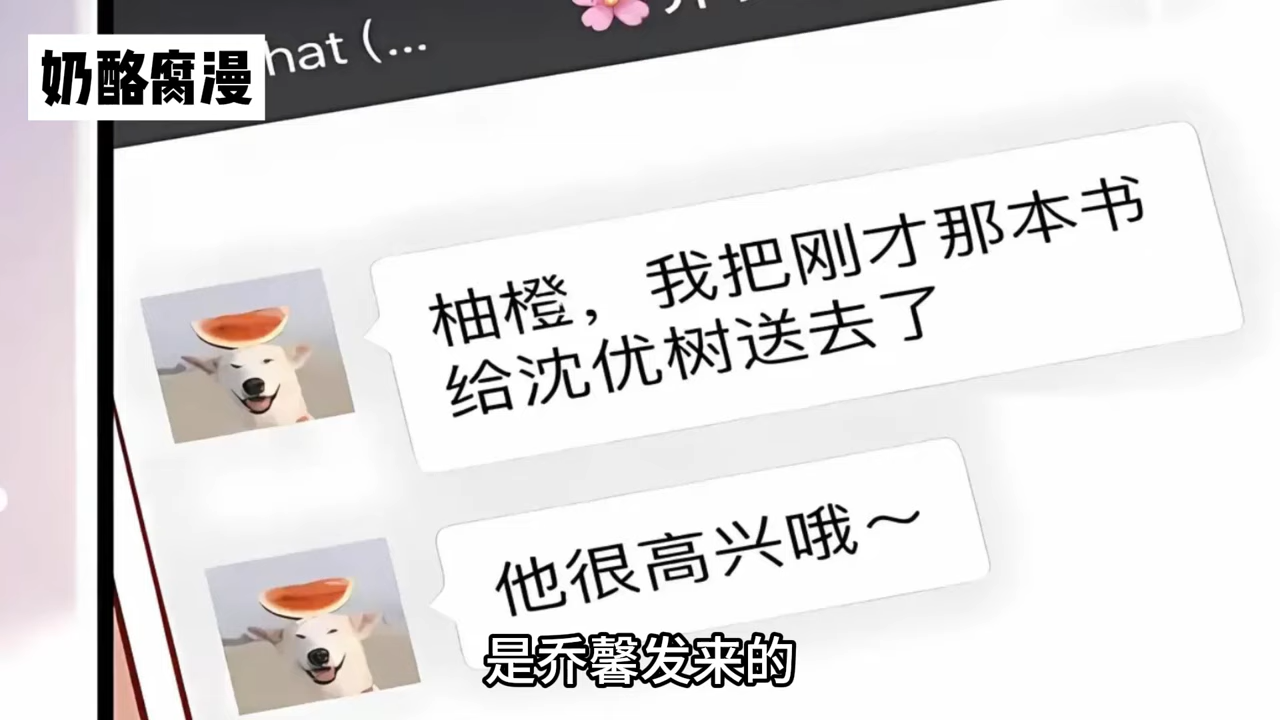 hat (...
奶酪腐漫
柚橙，我把刚才那本书
给沈优树送去了
他很高兴哦～
是乔馨发来的